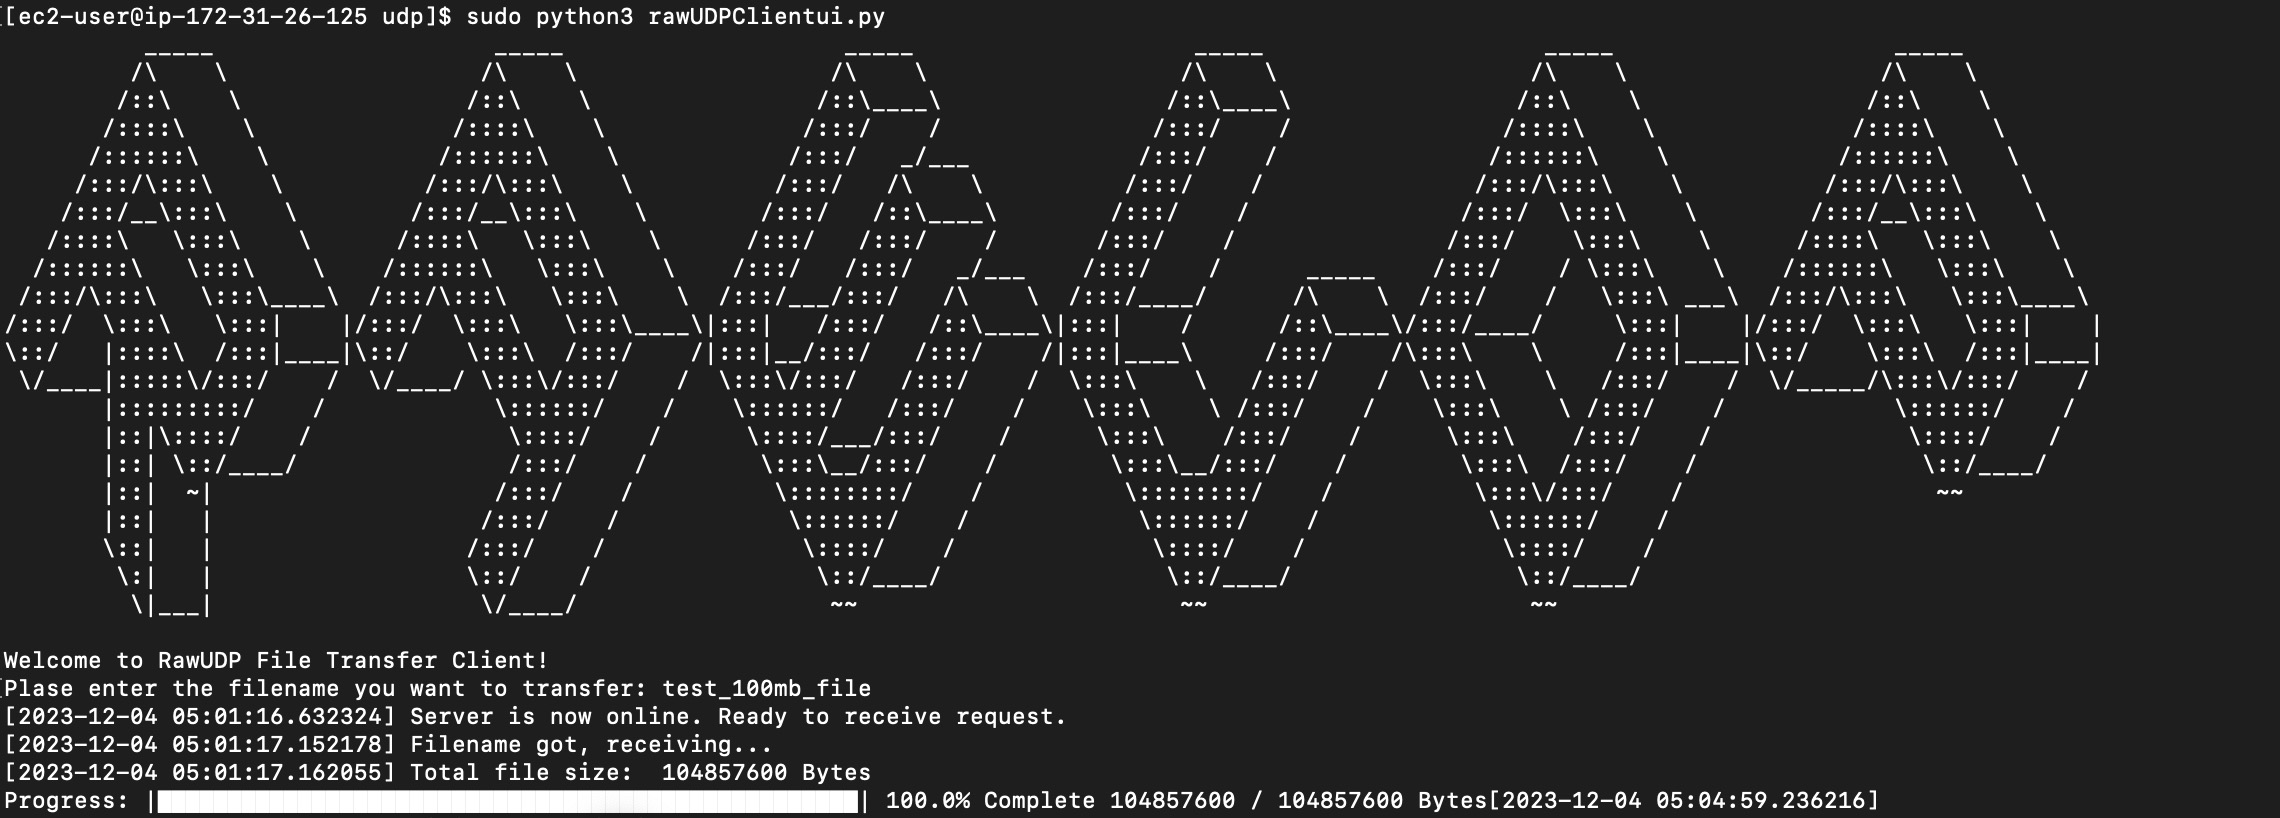 [ec2-user@ip-172-31-26-125 udp]$ sudo python3 rawUDPClientui.py
Welcome to RawUDP File Transfer Client!
Plase enter the filename you want to transfer: test_100mb_file
[2023-12-04 05:01:16.632324] Server is now online. Ready to receive request.
[2023-12-04 05:01:17.152178] Filename got, receiving...
[2023-12-04 05:01:17.162055] Total file size:  104857600 Bytes
Progress: |██████████████████████████████████████████████████| 100.0% Complete 104857600 / 104857600 Bytes[2023-12-04 05:04:59.236216]